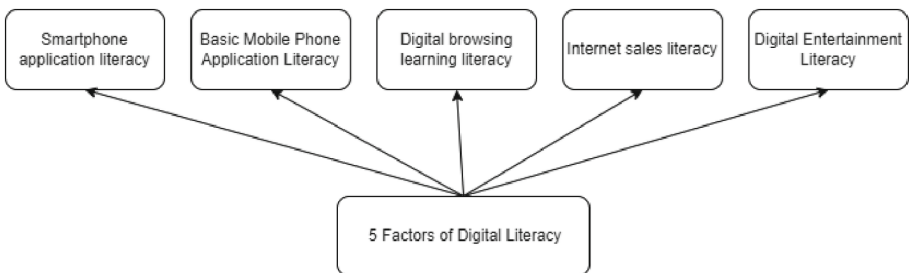 Smartphone
application literacy
Basic Mobile Phone
Application Literacy
Digital browsing
learning literacy
Internet sales literacy
Digital Entertainment
Literacy
5 Factors of Digital Literacy